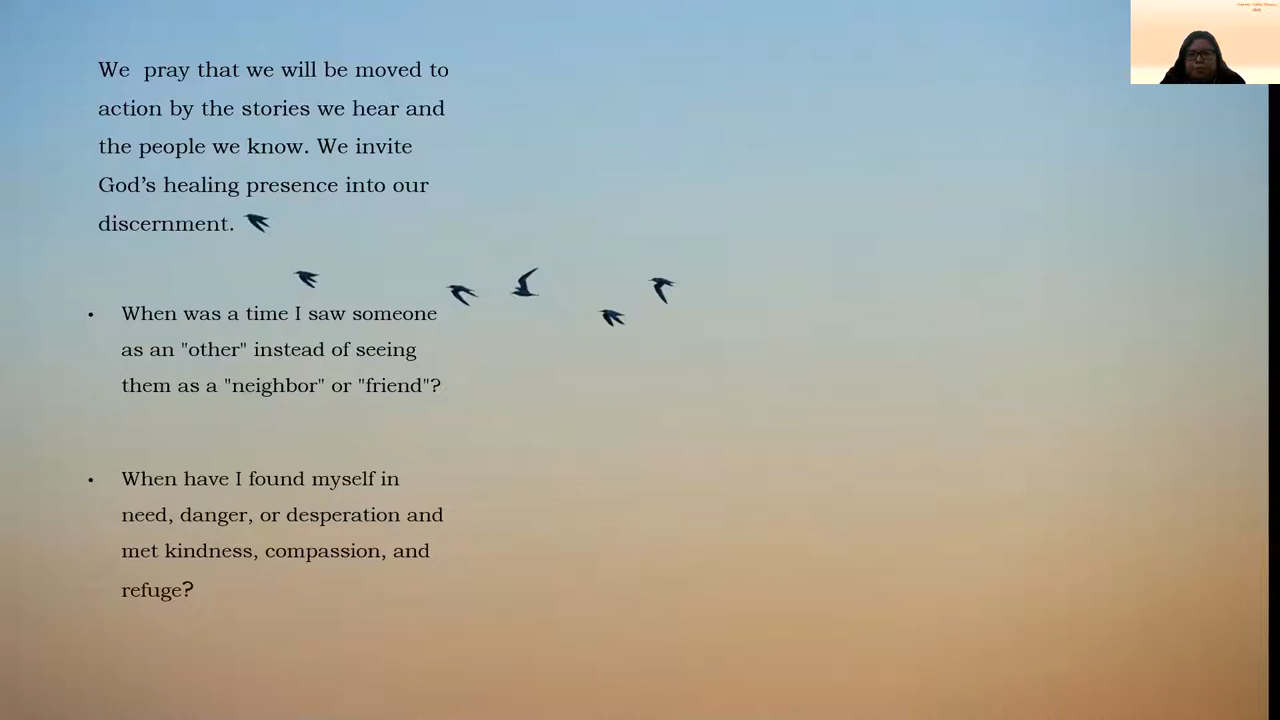 We  pray that we will be moved to
action by the stories we hear and
the people we know. We invite
God's healing presence into our
discernment.
• When was a time I saw someone
as an "other" instead of seeing
them as a "neighbor" or "friend"?
• When have I found myself in
need, danger, or desperation and
met kindness, compassion, and
refuge?